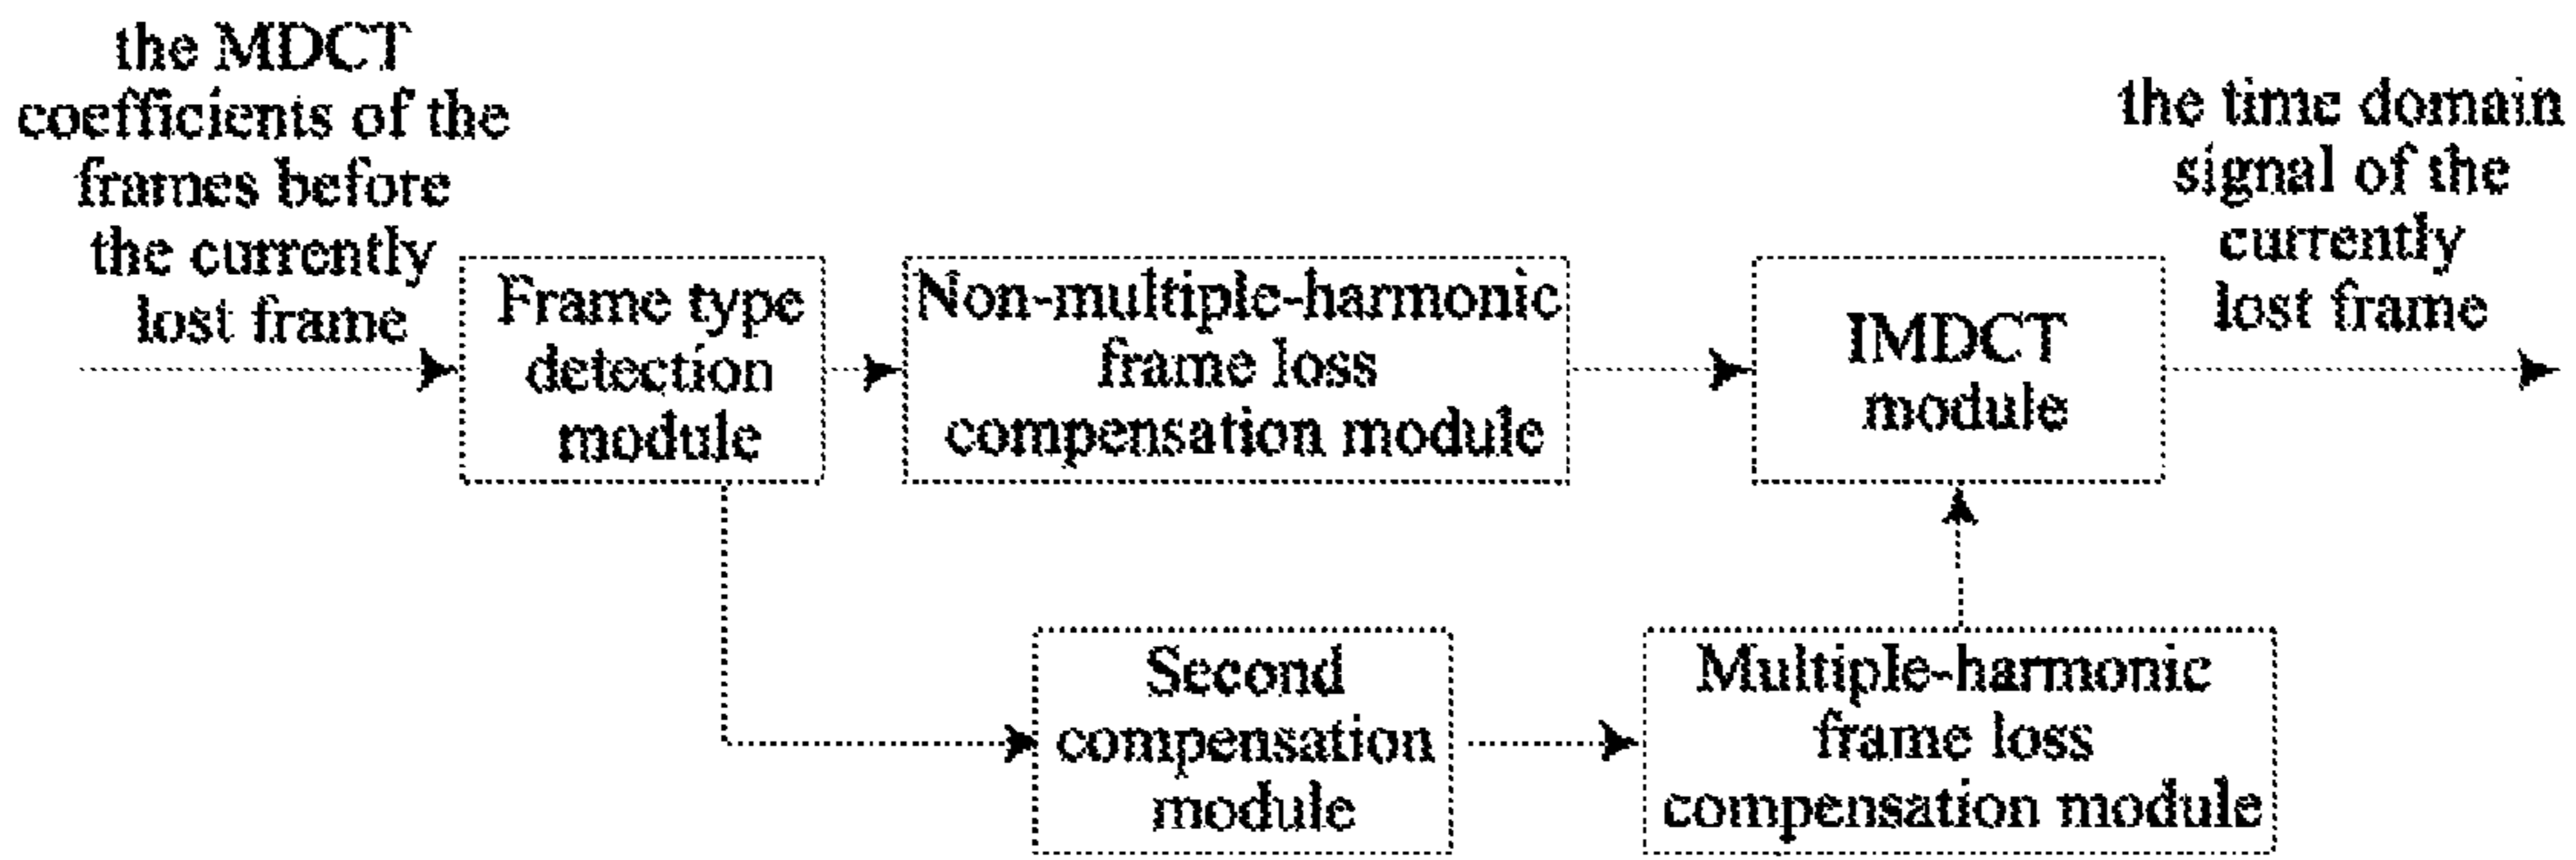 the MDCT
coefficients of the
frames before
the currently
lost frame
Frame type
detection
module
Non-multiple-harmonic
frame loss
compensation module
IMDCT
module
the time domain
signal of the
currently
lost frame
Second
compensation
module
Multiple-harmonic
frame loss
compensation module